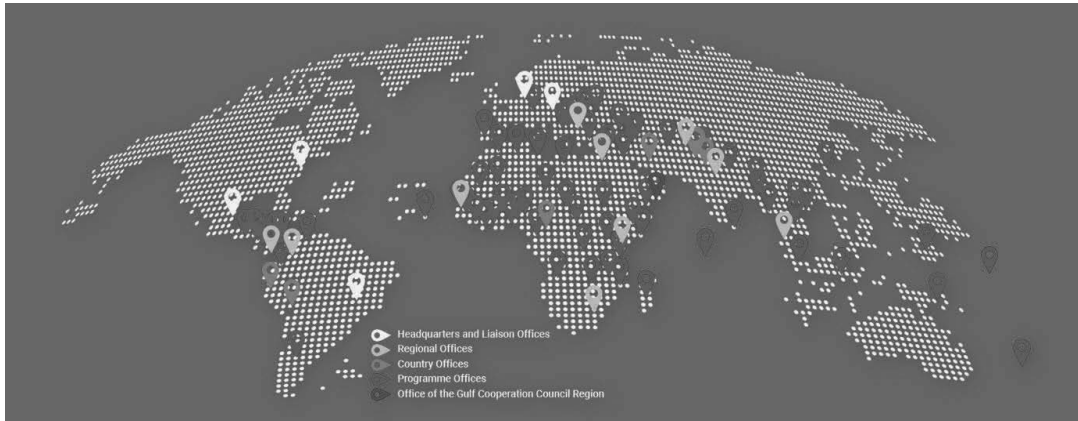 Headquarters and Liaison Offices
Regional Offices
Country Offices
Programme Offices
Office of the Gulf Cooperation Council Region